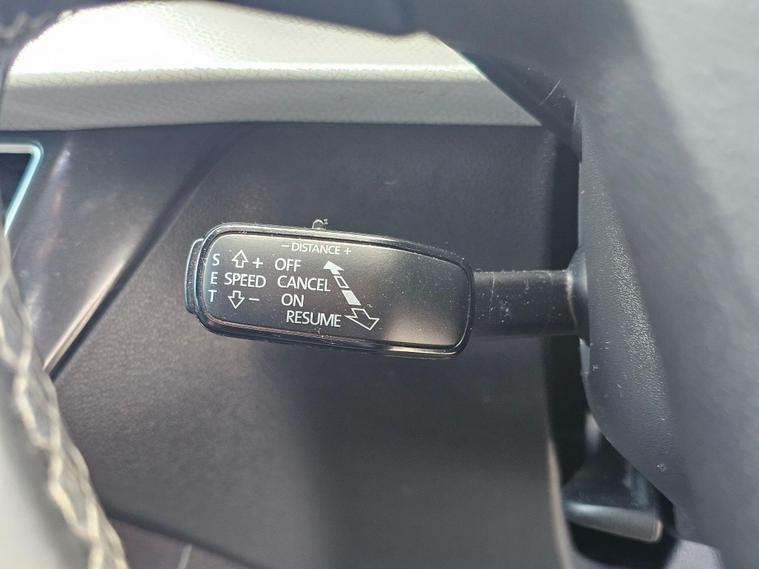 − DISTANCE +
S + OFF
E SPEED CANCEL
T − ON
RESUME